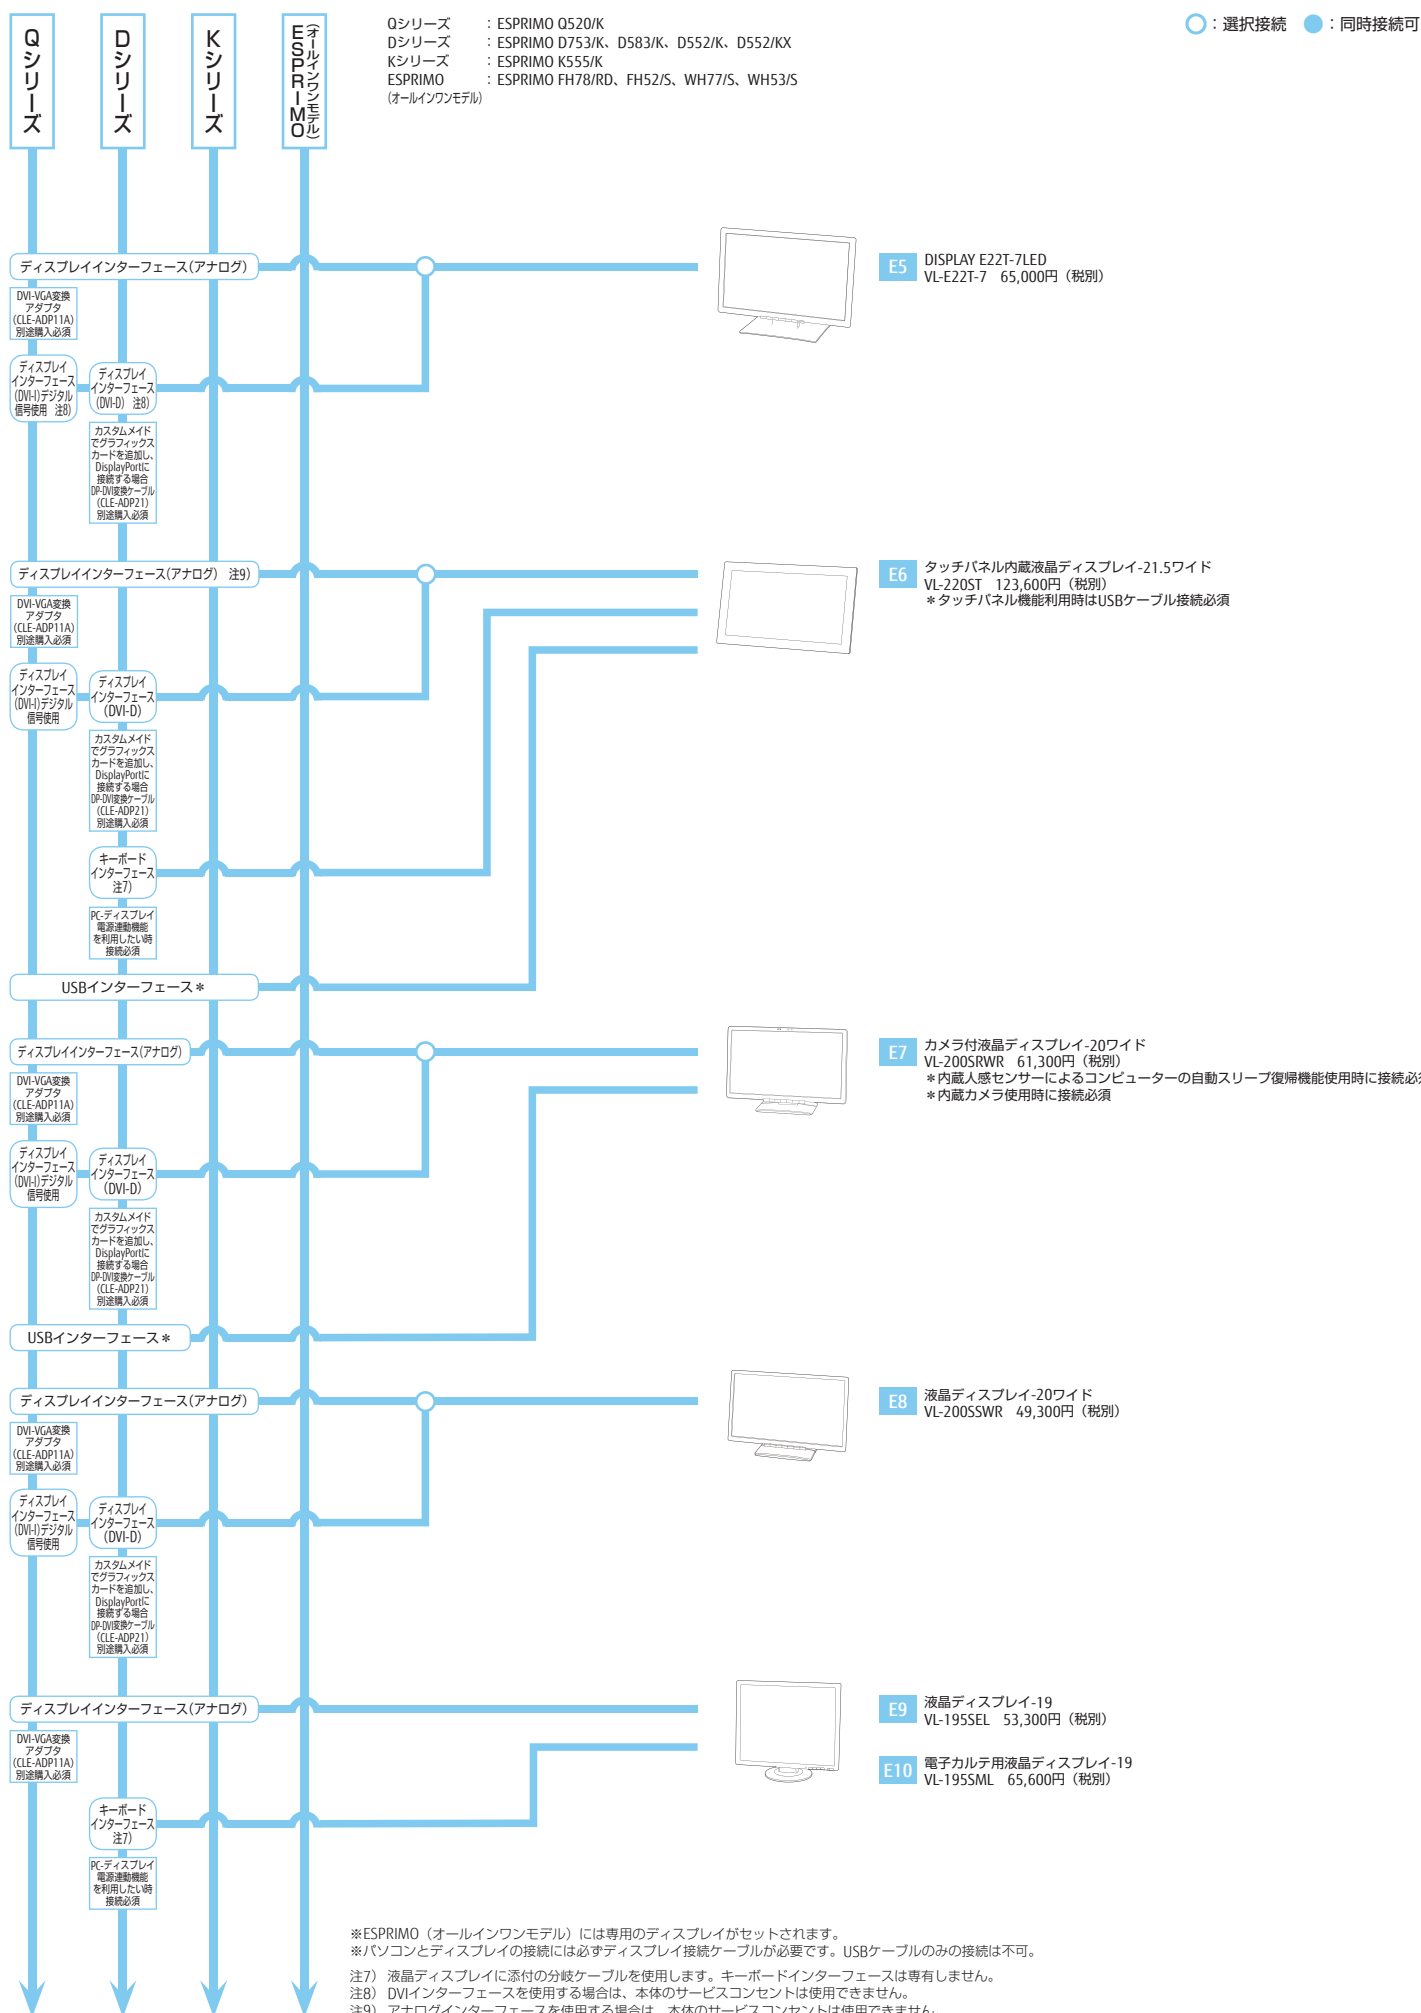 Qシリーズ
Dシリーズ
Kシリーズ
ESPRIMO
(オールインワンモデル)
Qシリーズ : ESPRIMO Q520/K
Dシリーズ : ESPRIMO D753/K、D583/K、D552/K、D552/KX
Kシリーズ : ESPRIMO K555/K
ESPRIMO : ESPRIMO FH78/RD、FH52/S、WH77/S、WH53/S
(オールインワンモデル)
○：選択接続 ●：同時接続可
ディスプレイインターフェース(アナログ)
DVI-VGA変換
アダプタ
(CLE-ADP11A)
別途購入必須
ディスプレイ
インターフェース
(DVI-I)デジタル
信号使用 注8)
ディスプレイ
インターフェース
(DVI-D) 注8)
カスタムメイド
でグラフィックス
カードを追加し、
DisplayPortに
接続する場合
DP-DVI変換ケーブル
(CLE-ADP21)
別途購入必須
E5
DISPLAY E22T-7LED
VL-E22T-7 65,000円（税別）
ディスプレイインターフェース(アナログ) 注9)
DVI-VGA変換
アダプタ
(CLE-ADP11A)
別途購入必須
ディスプレイ
インターフェース
(DVI-I)デジタル
信号使用
ディスプレイ
インターフェース
(DVI-D)
カスタムメイド
でグラフィックス
カードを追加し、
DisplayPortに
接続する場合
DP-DVI変換ケーブル
(CLE-ADP21)
別途購入必須
キーボード
インターフェース
注7)
PC-ディスプレイ
電源連動機能
を利用したい時
接続必須
USBインターフェース＊
E6
タッチパネル内蔵液晶ディスプレイ-21.5ワイド
VL-220ST 123,600円（税別）
＊タッチパネル機能利用時はUSBケーブル接続必須
ディスプレイインターフェース(アナログ)
DVI-VGA変換
アダプタ
(CLE-ADP11A)
別途購入必須
ディスプレイ
インターフェース
(DVI-I)デジタル
信号使用
ディスプレイ
インターフェース
(DVI-D)
カスタムメイド
でグラフィックス
カードを追加し、
DisplayPortに
接続する場合
DP-DVI変換ケーブル
(CLE-ADP21)
別途購入必須
USBインターフェース＊
E7
カメラ付液晶ディスプレイ-20ワイド
VL-200SRWR 61,300円（税別）
＊内蔵人感センサーによるコンピューターの自動スリープ復帰機能使用時に接続必
＊内蔵カメラ使用時に接続必須
ディスプレイインターフェース(アナログ)
DVI-VGA変換
アダプタ
(CLE-ADP11A)
別途購入必須
ディスプレイ
インターフェース
(DVI-I)デジタル
信号使用
ディスプレイ
インターフェース
(DVI-D)
カスタムメイド
でグラフィックス
カードを追加し、
DisplayPortに
接続する場合
DP-DVI変換ケーブル
(CLE-ADP21)
別途購入必須
E8
液晶ディスプレイ-20ワイド
VL-200SSWR 49,300円（税別）
ディスプレイインターフェース(アナログ)
DVI-VGA変換
アダプタ
(CLE-ADP11A)
別途購入必須
キーボード
インターフェース
注7)
PC-ディスプレイ
電源連動機能
を利用したい時
接続必須
E9
液晶ディスプレイ-19
VL-195SEL 53,300円（税別）
E10
電子カルテ用液晶ディスプレイ-19
VL-195SML 65,600円（税別）
※ESPRIMO（オールインワンモデル）には専用のディスプレイがセットされます。
※パソコンとディスプレイの接続には必ずディスプレイ接続ケーブルが必要です。USBケーブルのみの接続は不可。
注7) 液晶ディスプレイに添付の分岐ケーブルを使用します。キーボードインターフェースは専有しません。
注8) DVIインターフェースを使用する場合は、本体のサービスコンセントは使用できません。
注9) アナログインターフェースを使用する場合は、本体のサービスコンセントは使用できません。